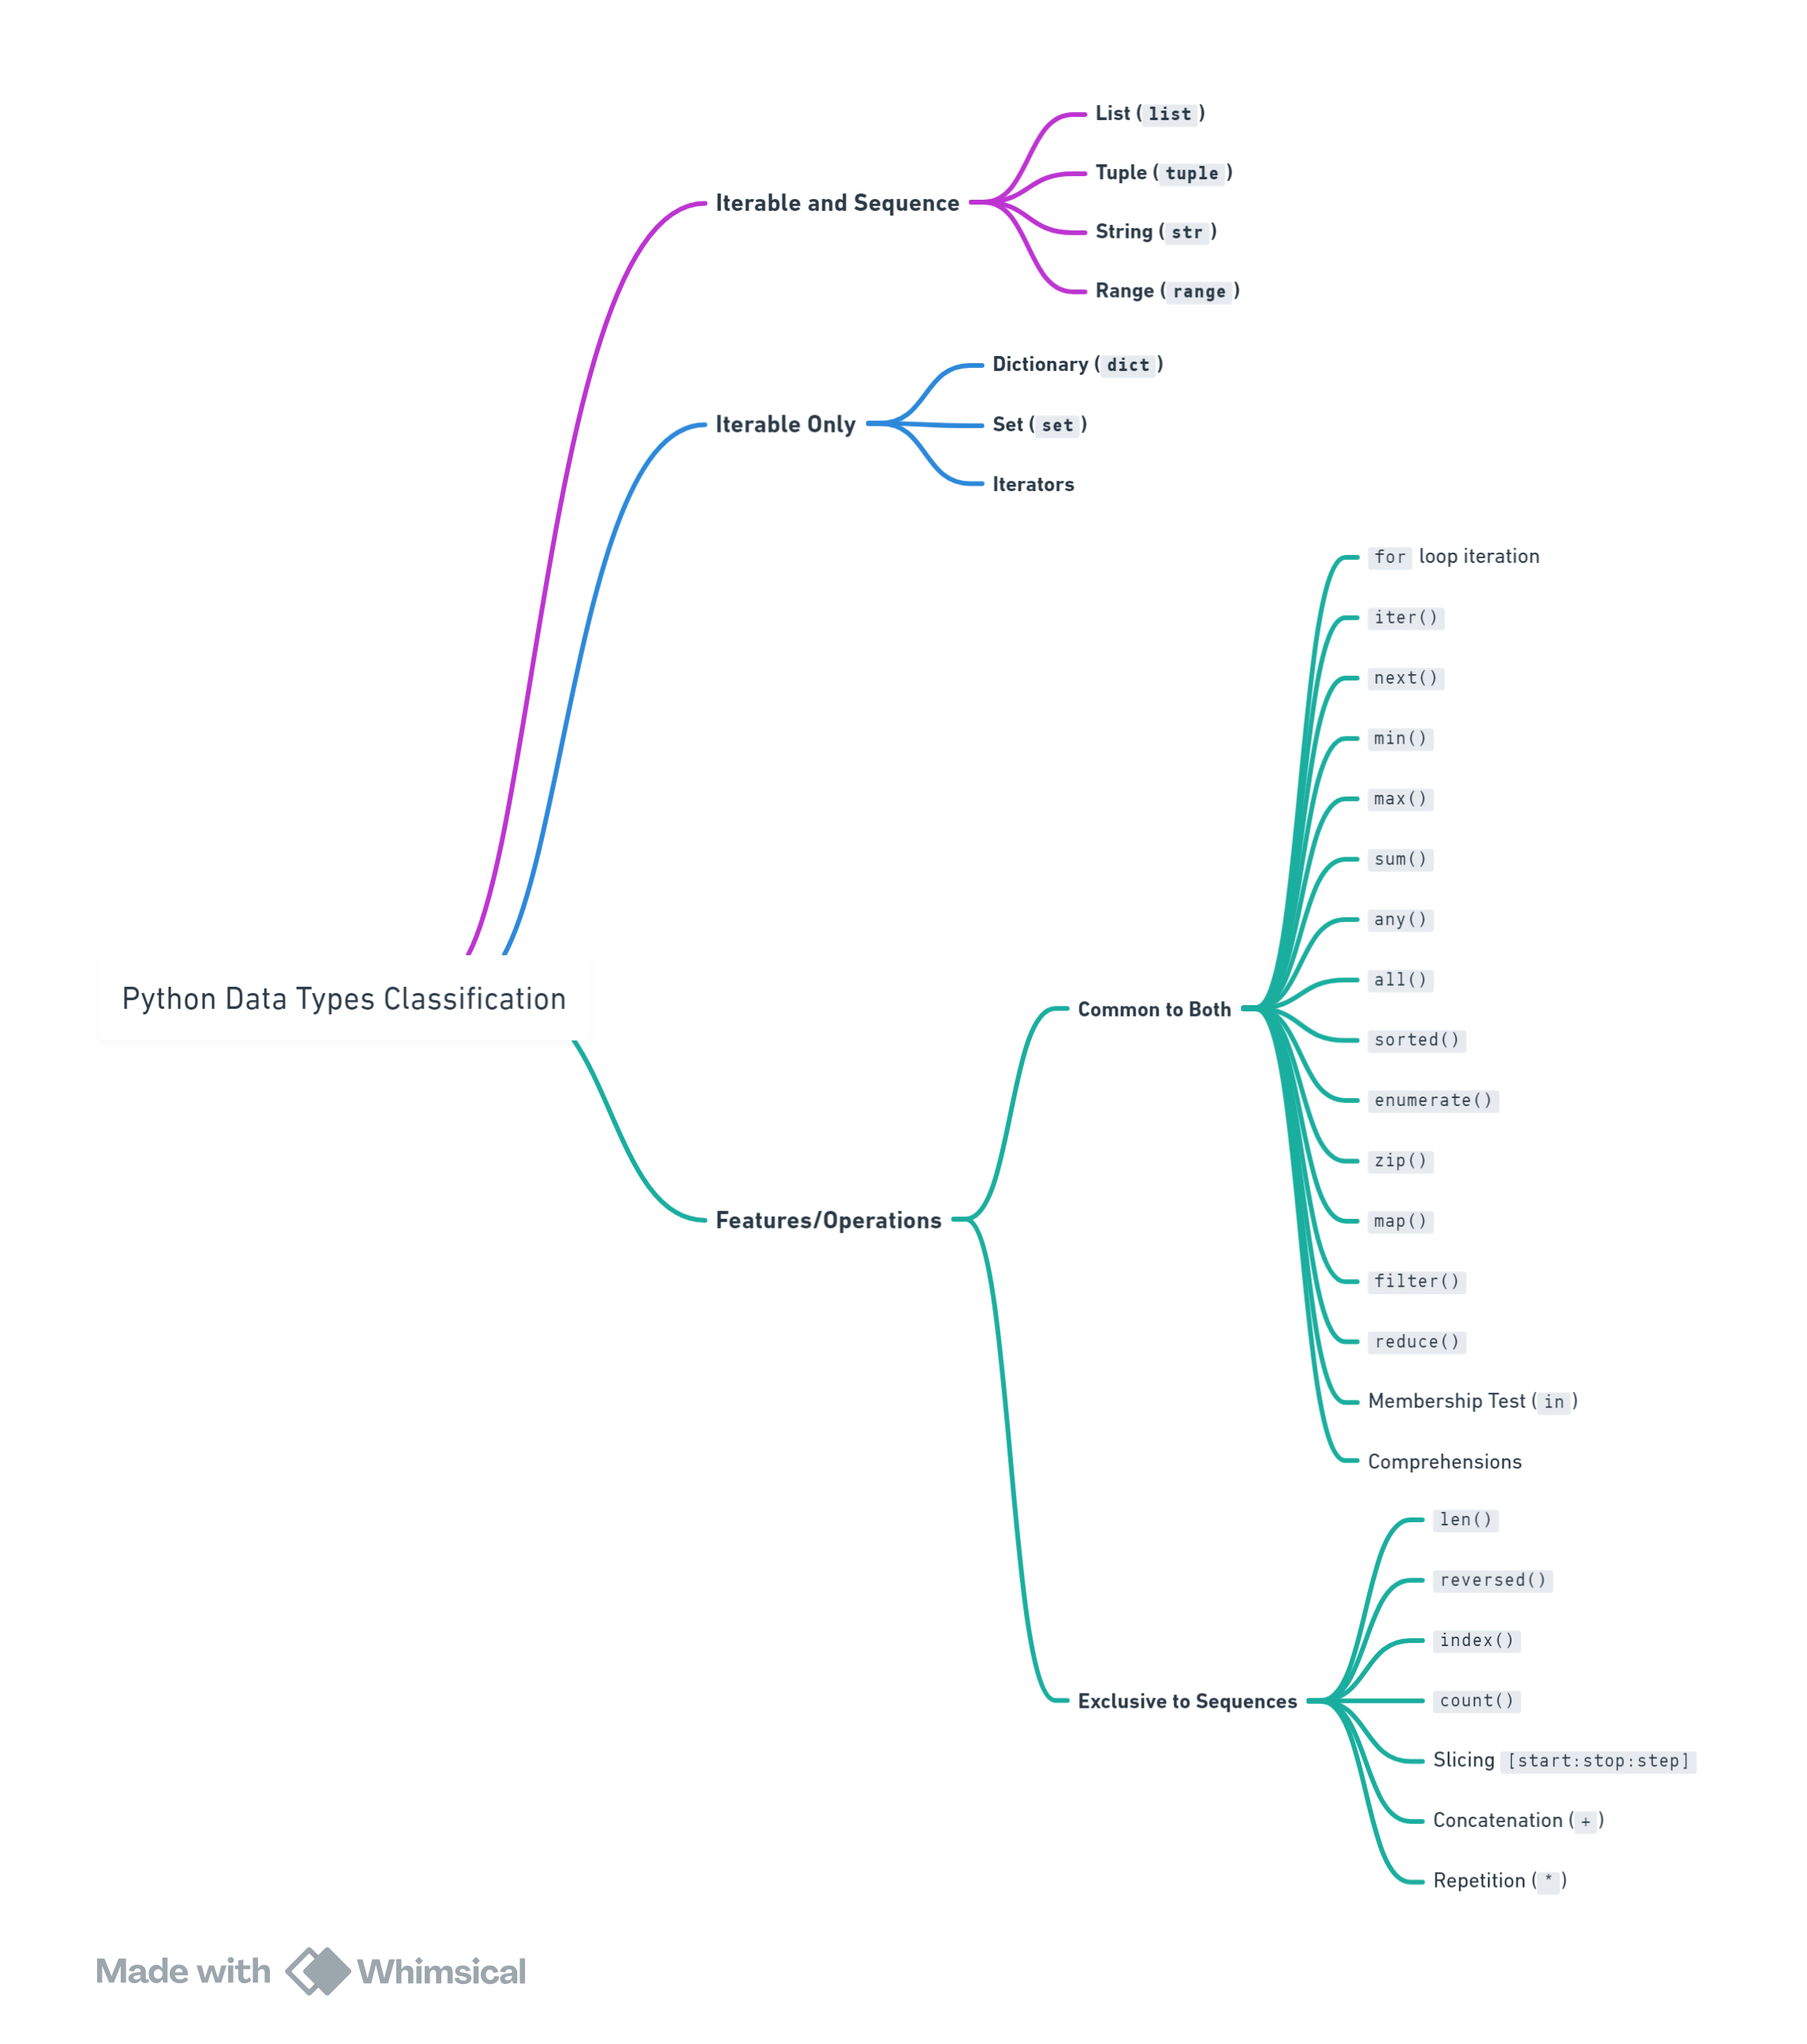 List (list)
Tuple (tuple)
Iterable and Sequence
String (str)
Range (range)
Dictionary (dict)
Iterable Only
Set (set)
Iterators
for loop iteration
iter()
next()
min()
max()
sum()
any()
all()
Python Data Types Classification
Common to Both
sorted()
enumerate()
zip()
map()
Features/Operations
filter()
reduce()
Membership Test (in)
Comprehensions
len()
reversed()
index()
Exclusive to Sequences
count()
Slicing [start:stop:step]
Concatenation (+)
Repetition (*)
Made with Whimsical